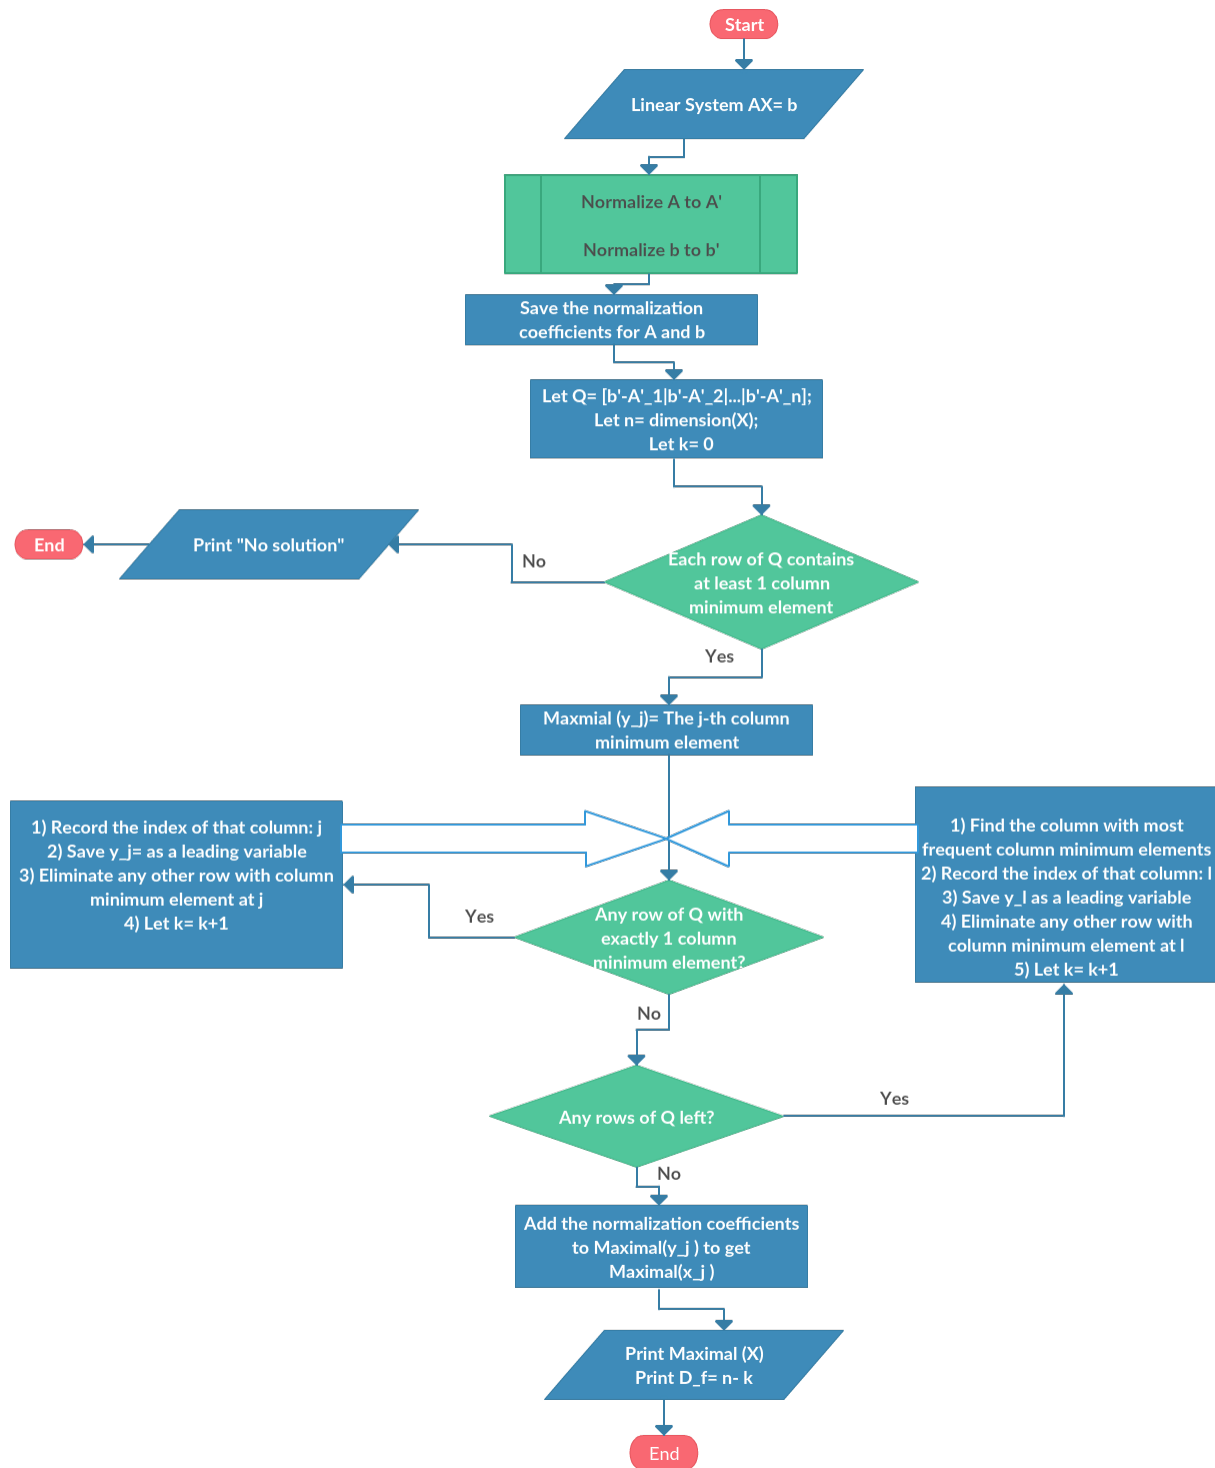 Start
Linear System AX= b
Normalize A to A'
Normalize b to b'
Save the normalization
coefficients for A and b
Let Q= [b'-A'_1|b'-A'_2|...|b'-A'_n];
Let n= dimension(X);
Let k= 0
Each row of Q contains
at least 1 column
minimum element
No
Print "No solution"
End
Yes
Maxmial (y_j)= The j-th column
minimum element
1) Record the index of that column: j
2) Save y_j= as a leading variable
3) Eliminate any other row with column
minimum element at j
4) Let k= k+1
1) Find the column with most
frequent column minimum elements
2) Record the index of that column: l
3) Save y_l as a leading variable
4) Eliminate any other row with
column minimum element at l
5) Let k= k+1
Yes
Any row of Q with
exactly 1 column
minimum element?
No
Any rows of Q left?
Yes
No
Add the normalization coefficients
to Maximal(y_j ) to get
Maximal(x_j )
Print Maximal (X)
Print D_f= n- k
End